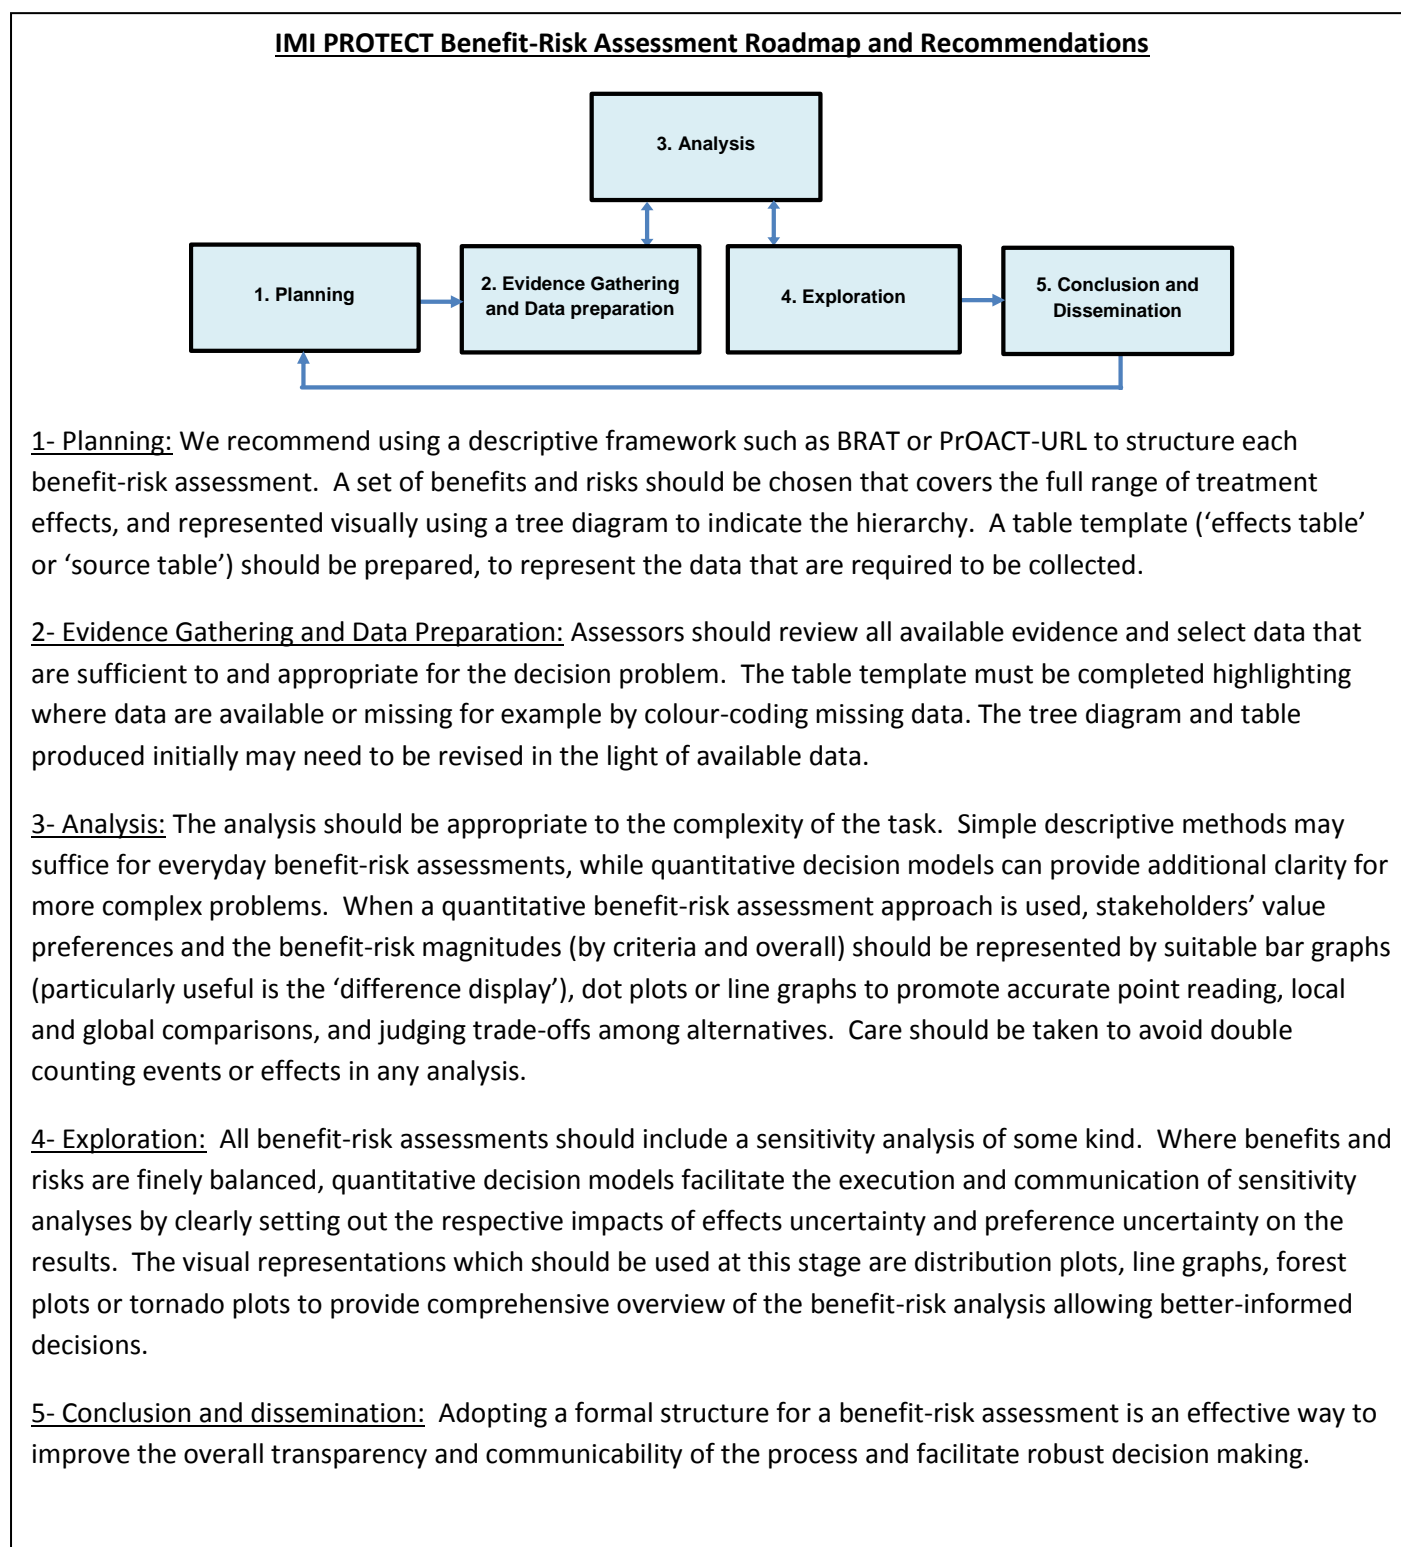 IMI PROTECT Benefit-Risk Assessment Roadmap and Recommendations
3. Analysis
1. Planning
2. Evidence Gathering
and Data preparation
4. Exploration
5. Conclusion and
Dissemination
1- Planning: We recommend using a descriptive framework such as BRAT or PrOACT-URL to structure each
benefit-risk assessment. A set of benefits and risks should be chosen that covers the full range of treatment
effects, and represented visually using a tree diagram to indicate the hierarchy. A table template (‘effects table’
or ‘source table’) should be prepared, to represent the data that are required to be collected.
2- Evidence Gathering and Data Preparation: Assessors should review all available evidence and select data that
are sufficient to and appropriate for the decision problem. The table template must be completed highlighting
where data are available or missing for example by colour-coding missing data. The tree diagram and table
produced initially may need to be revised in the light of available data.
3- Analysis: The analysis should be appropriate to the complexity of the task. Simple descriptive methods may
suffice for everyday benefit-risk assessments, while quantitative decision models can provide additional clarity for
more complex problems. When a quantitative benefit-risk assessment approach is used, stakeholders’ value
preferences and the benefit-risk magnitudes (by criteria and overall) should be represented by suitable bar graphs
(particularly useful is the ‘difference display’), dot plots or line graphs to promote accurate point reading, local
and global comparisons, and judging trade-offs among alternatives. Care should be taken to avoid double
counting events or effects in any analysis.
4- Exploration: All benefit-risk assessments should include a sensitivity analysis of some kind. Where benefits and
risks are finely balanced, quantitative decision models facilitate the execution and communication of sensitivity
analyses by clearly setting out the respective impacts of effects uncertainty and preference uncertainty on the
results. The visual representations which should be used at this stage are distribution plots, line graphs, forest
plots or tornado plots to provide comprehensive overview of the benefit-risk analysis allowing better-informed
decisions.
5- Conclusion and dissemination: Adopting a formal structure for a benefit-risk assessment is an effective way to
improve the overall transparency and communicability of the process and facilitate robust decision making.